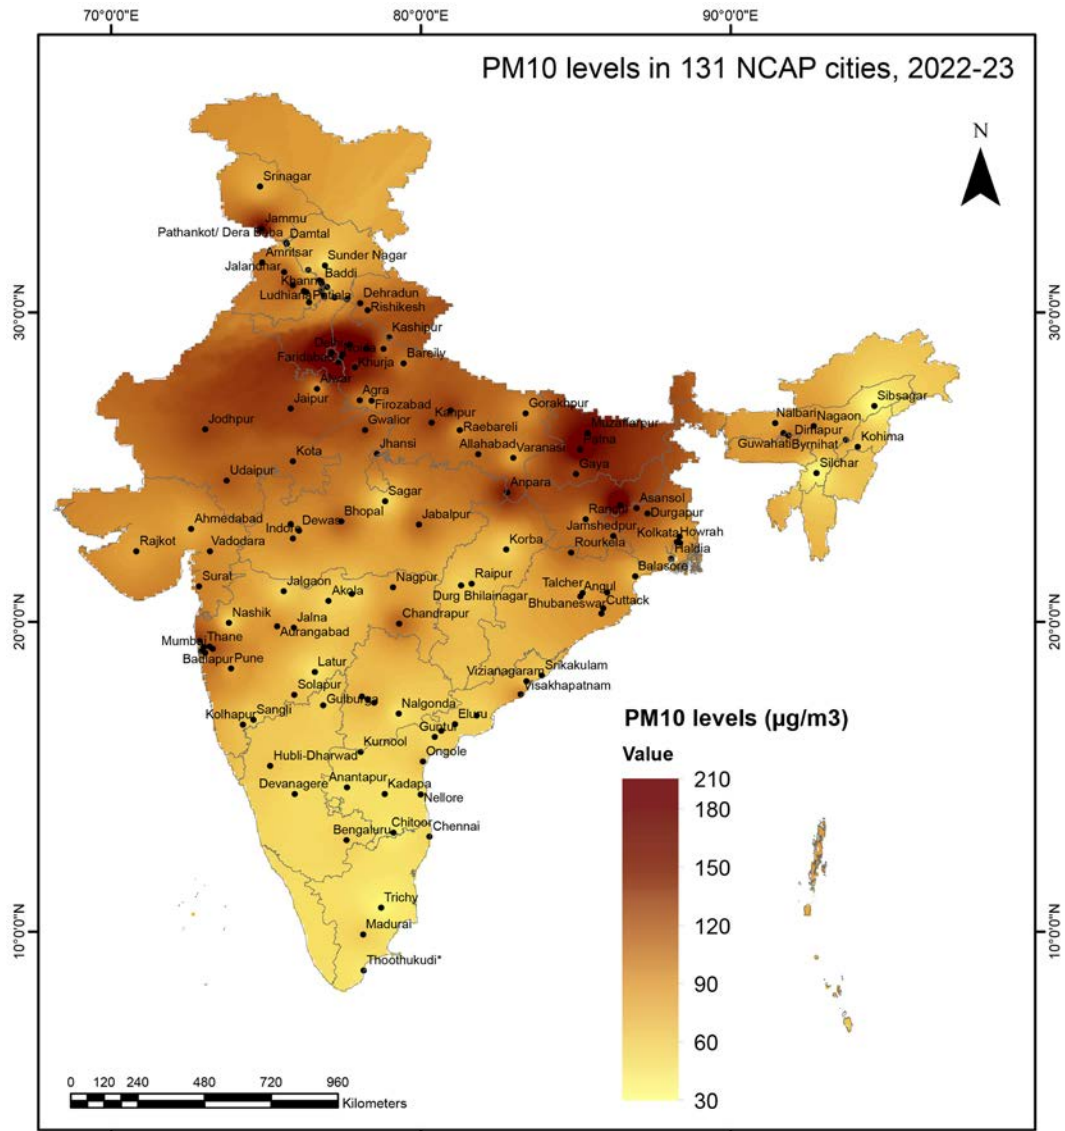 70°0'0"E 80°0'0"E 90°0'0"E
PM10 levels in 131 NCAP cities, 2022-23
N
Srinagar
Jammu
Pathankot/ Dera Baba
Damtal
Amritsar
Sunder Nagar
Jalandhar
Baddi
Khanna
Ludhiana
Patiala
Dehradun
Rishikesh
30°0'0"N 30°0'0"N
Kashipur
Delhi
Faridabad
Khurja
Bareily
Alwar
Agra
Firozabad
Jaipur
Gorakhpur
Sibsagar
Jodhpur
Gwalior
Kanpur
Raebareli
Muzaffarpur
Patna
Nalbari
Nagaon
Dimapur
Kohima
Guwahati
Byrnihat
Jhansi
Allahabad
Varanasi
Kota
Gaya
Silchar
Udaipur
Anpara
Sagar
Asansol
Ranchi
Durgapur
Ahmedabad
Bhopal
Dewas
Jabalpur
Indore
Jamshedpur
Kolkata
Howrah
Rajkot
Vadodara
Korba
Rourkela
Haldia
Balasore
Surat
Jalgaon
Akola
Nagpur
Raipur
Durg Bhilainagar
Talcher
Angul
Bhubaneswar
Cuttack
20°0'0"N 20°0'0"N
Nashik
Jalna
Aurangabad
Chandrapur
Mumbai
Thane
Badlapur
Pune
Latur
Vizianagaram
Srikakulam
Visakhapatnam
Solapur
Gulburga
Kolhapur
Sangli
Nalgonda
Eluru
Guntur
Kurnool
Ongole
Hubli-Dharwad
Devanagere
Anantapur
Kadapa
Nellore
Bengaluru
Chitoor
Chennai
Trichy
Madurai
10°0'0"N 10°0'0"N
Thoothukudi*
PM10 levels (µg/m3)
Value
210
180
150
120
90
60
30
0 120 240 480 720 960
Kilometers